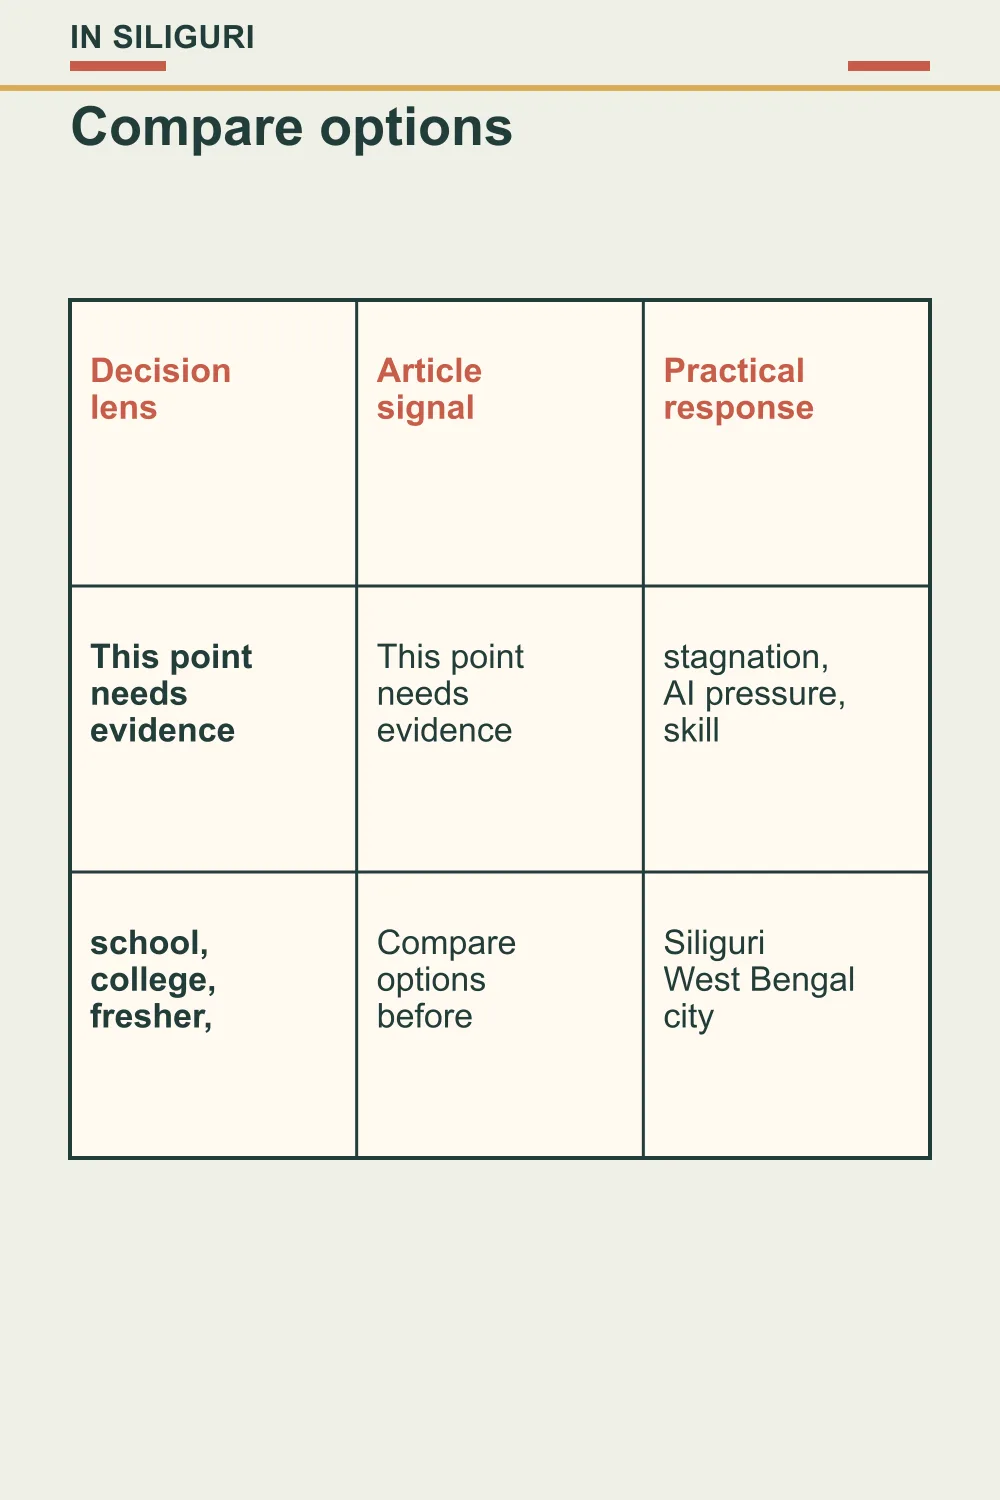 IN SILIGURI
Compare options
Decision
lens
Article
signal
Practical
response
This point
needs
evidence
This point
needs
evidence
stagnation,
AI pressure,
skill
school,
college,
fresher,
Compare
options
before
Siliguri
West Bengal
city